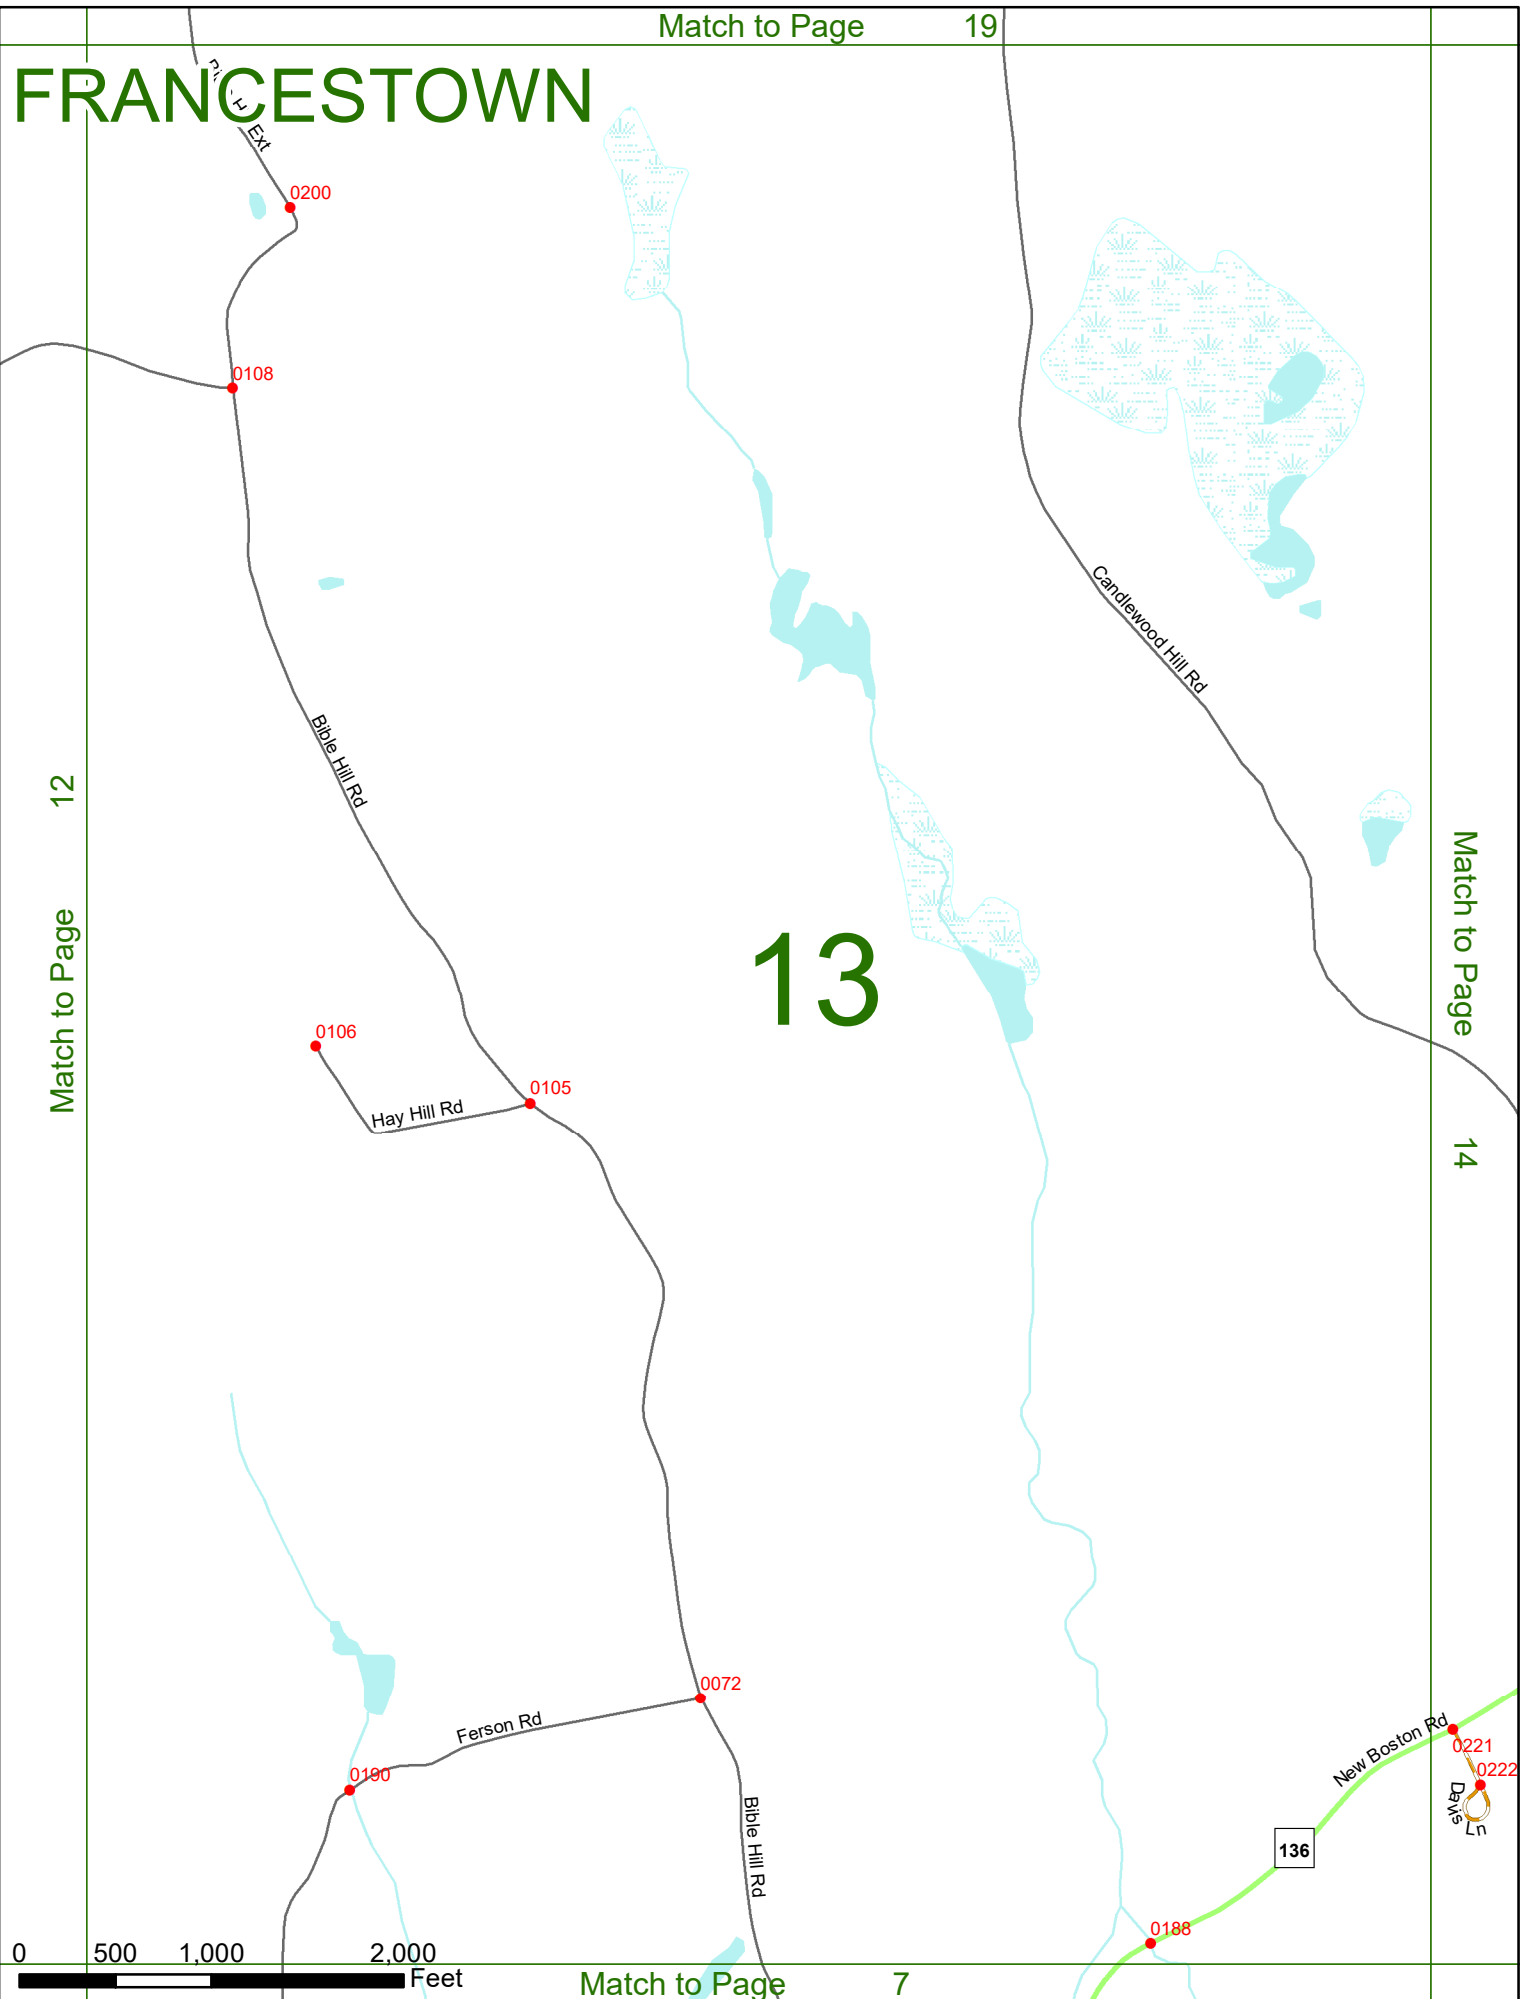 Match to Page 19
FRANCESTOWN
Ext
0200
0108
Candlewood Hill Rd
Bible Hill Rd
Match to Page 12
Match to Page 14
13
0106
0105
Hay Hill Rd
0072
Ferson Rd
0190
New Boston Rd
0221
0222
Davis Ln
Bible Hill Rd
136
0188
0 500 1,000 2,000
Feet
Match to Page 7